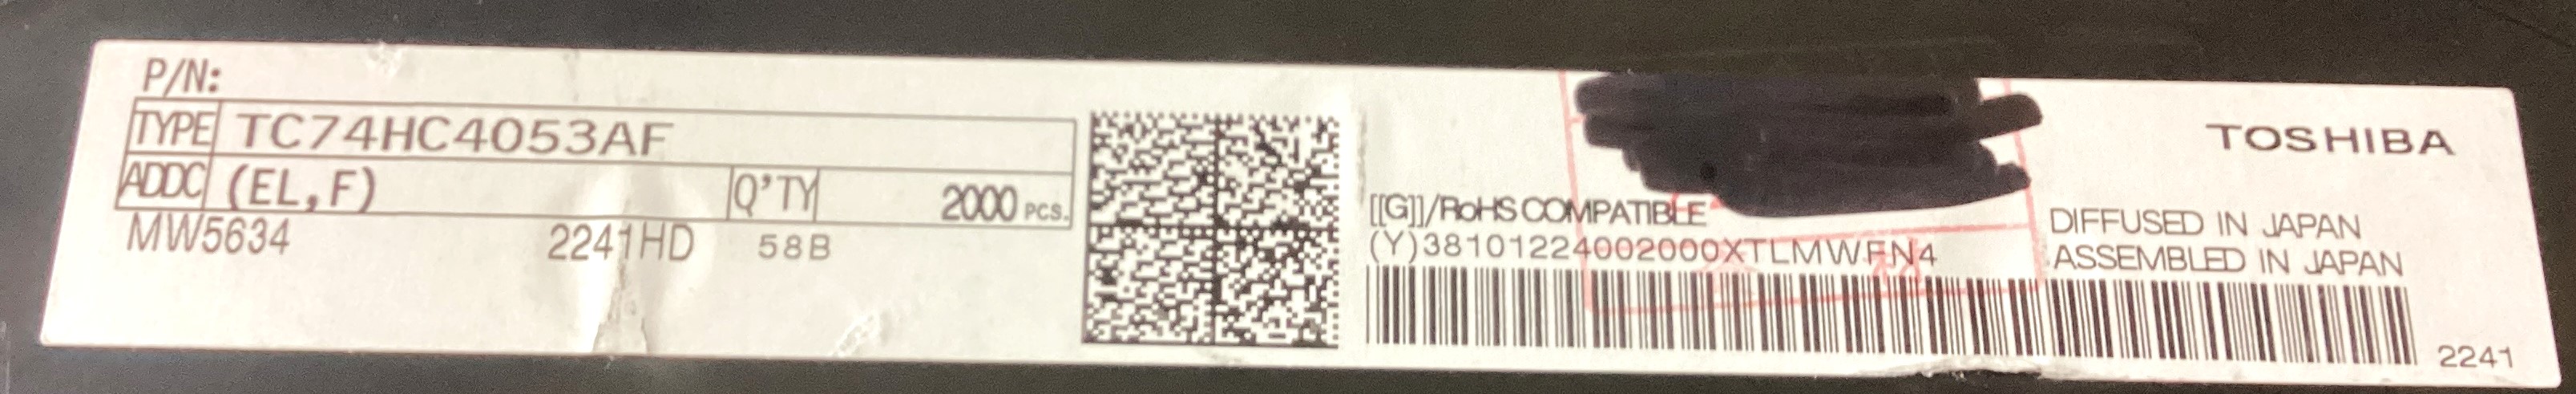 P/N:
TYPE TC74HC4053AF
ADDC (EL,F) Q'TY 2000 PCS.
MW5634 2241HD 58B
TOSHIBA
[[G]]/RoHS COMPATIBLE
(Y)38101224002000XTLMWFN4
DIFFUSED IN JAPAN
ASSEMBLED IN JAPAN
2241